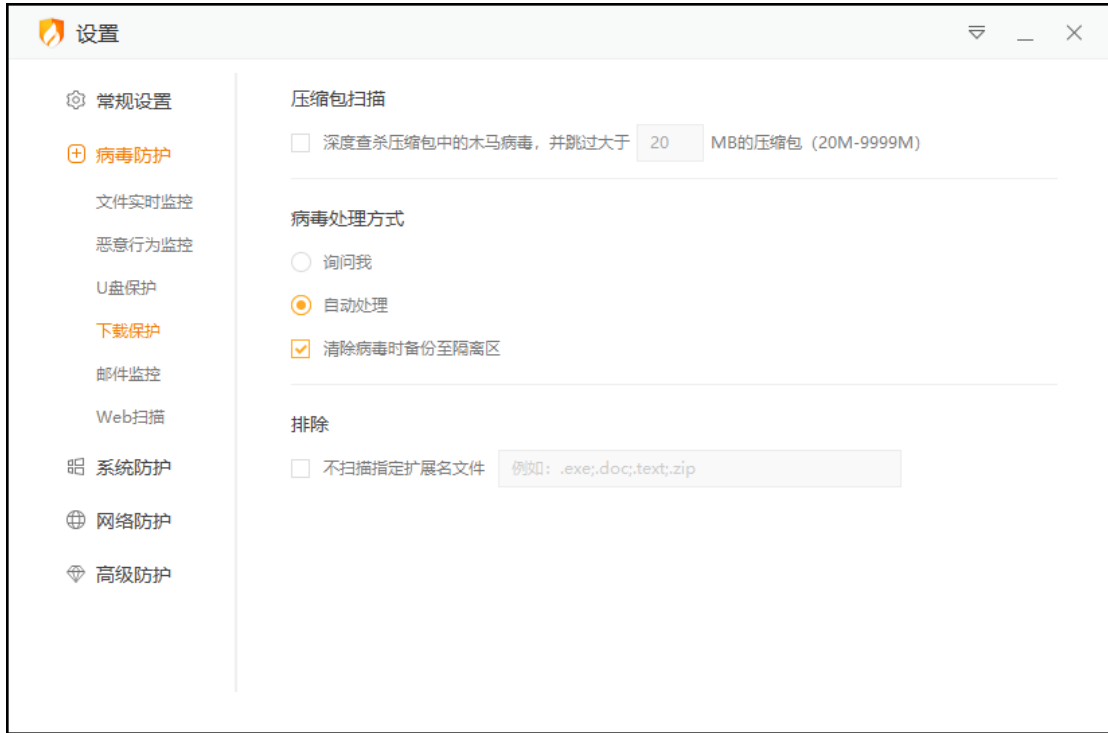 设置
常规设置
病毒防护
文件实时监控
恶意行为监控
U盘保护
下载保护
邮件监控
Web扫描
系统防护
网络防护
高级防护
压缩包扫描
深度查杀压缩包中的木马病毒，并跳过大于 20 MB的压缩包（20M-9999M）
病毒处理方式
询问我
自动处理
清除病毒时备份至隔离区
排除
不扫描指定扩展名文件 例如：.exe;.doc;.text;.zip